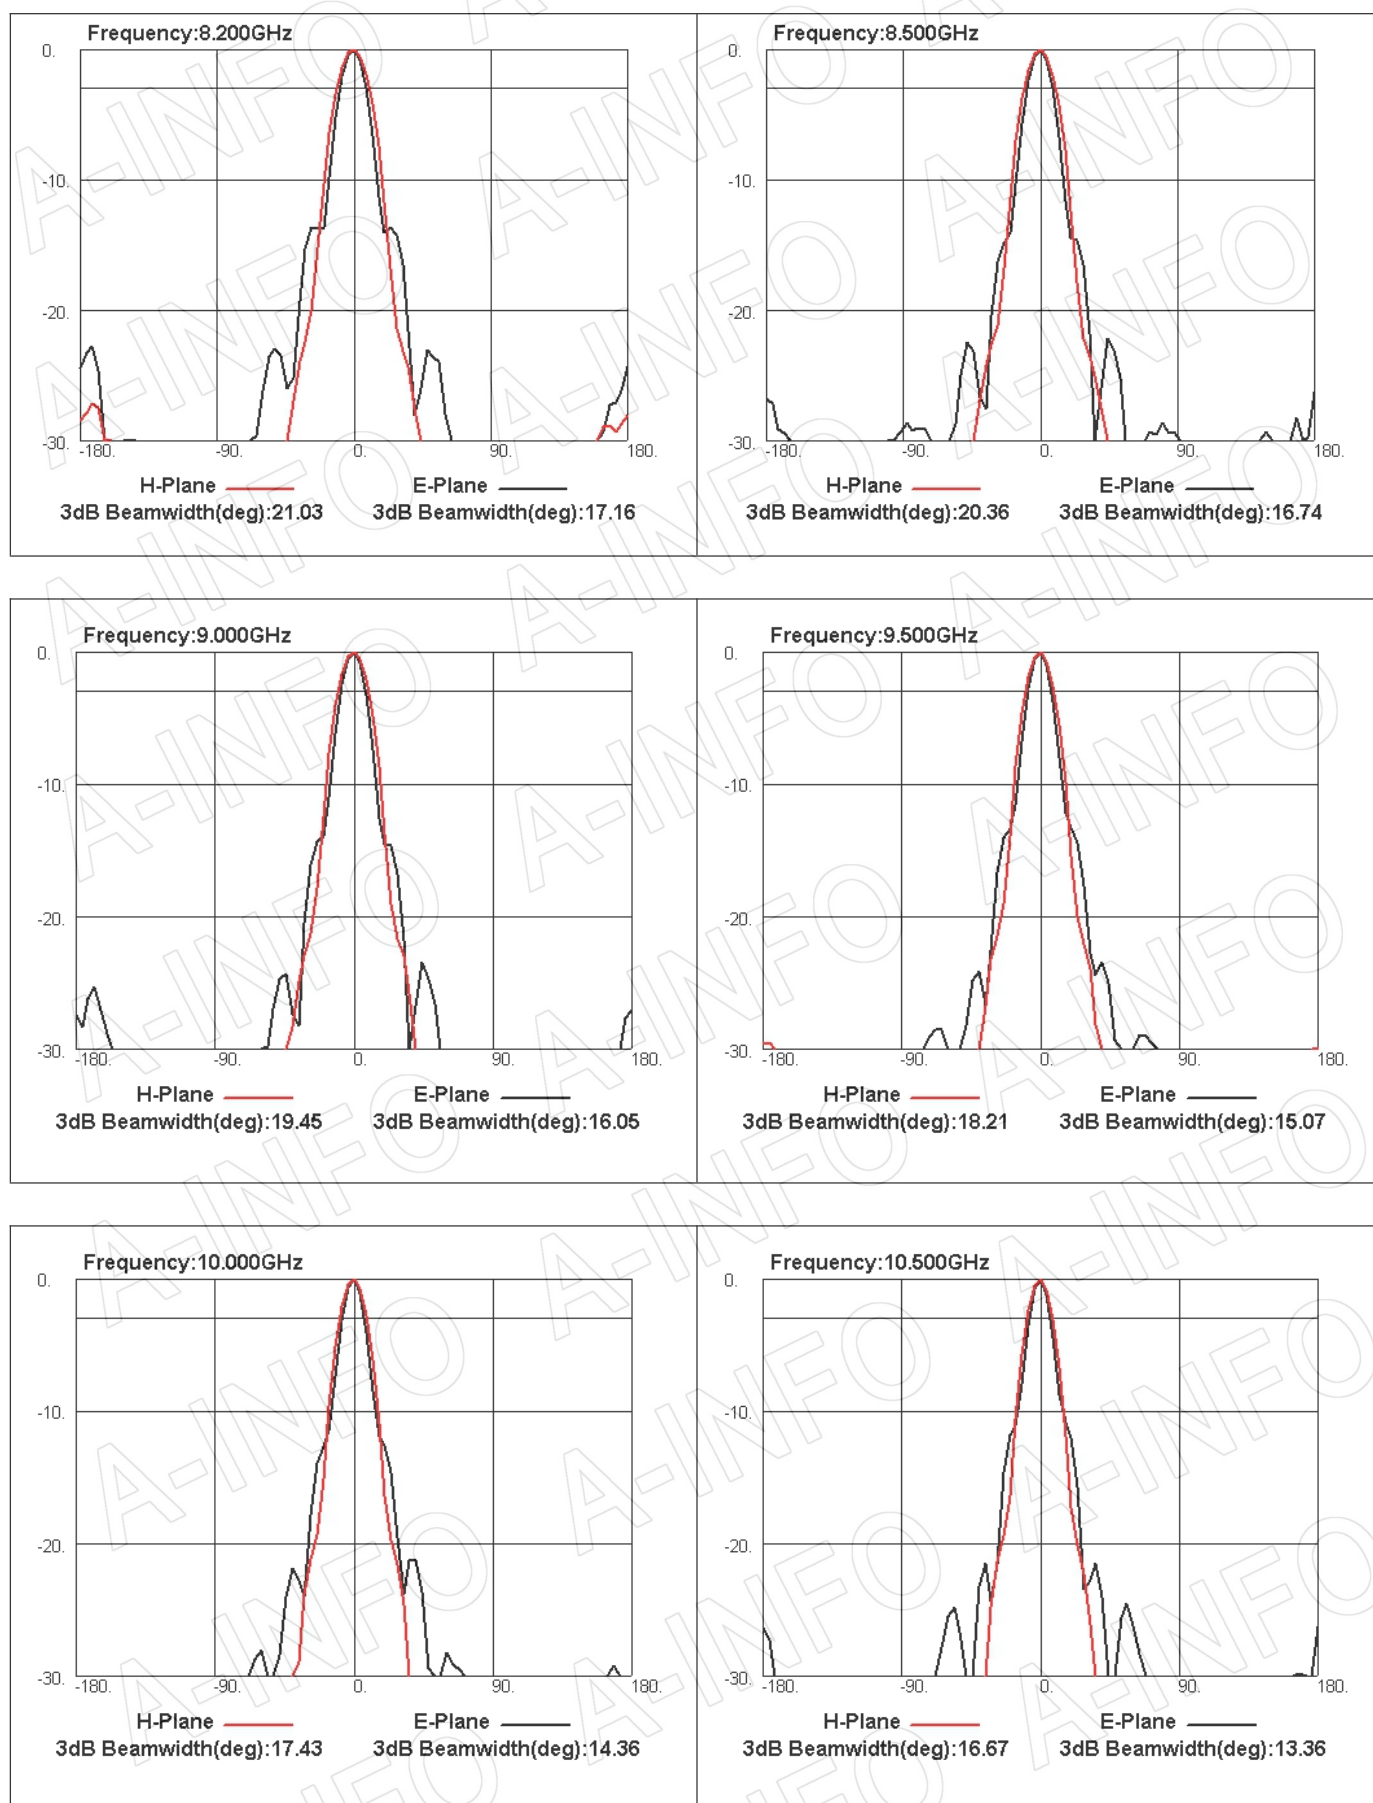 Frequency:8.200GHz
0.
-10.
-20.
-30.
-180. -90. 0. 90. 180.
H-Plane E-Plane
3dB Beamwidth(deg):21.03 3dB Beamwidth(deg):17.16
Frequency:8.500GHz
0.
-10.
-20.
-30.
-180. -90. 0. 90. 180.
H-Plane E-Plane
3dB Beamwidth(deg):20.36 3dB Beamwidth(deg):16.74
Frequency:9.000GHz
0.
-10.
-20.
-30.
-180. -90. 0. 90. 180.
H-Plane E-Plane
3dB Beamwidth(deg):19.45 3dB Beamwidth(deg):16.05
Frequency:9.500GHz
0.
-10.
-20.
-30.
-180. -90. 0. 90. 180.
H-Plane E-Plane
3dB Beamwidth(deg):18.21 3dB Beamwidth(deg):15.07
Frequency:10.000GHz
0.
-10.
-20.
-30.
-180. -90. 0. 90. 180.
H-Plane E-Plane
3dB Beamwidth(deg):17.43 3dB Beamwidth(deg):14.36
Frequency:10.500GHz
0.
-10.
-20.
-30.
-180. -90. 0. 90. 180.
H-Plane E-Plane
3dB Beamwidth(deg):16.67 3dB Beamwidth(deg):13.36
A-INFO